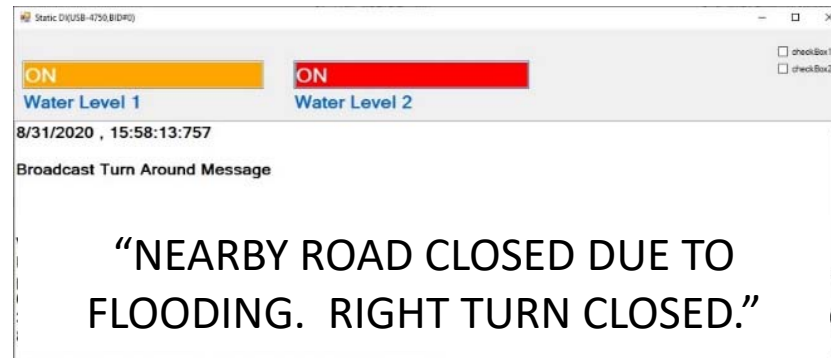 Static DI(USB-4750,BID#0)
checkBox1
ON
ON
checkBox2
Water Level 1
Water Level 2
8/31/2020 , 15:58:13:757
Broadcast Turn Around Message
“NEARBY ROAD CLOSED DUE TO
FLOODING. RIGHT TURN CLOSED.”